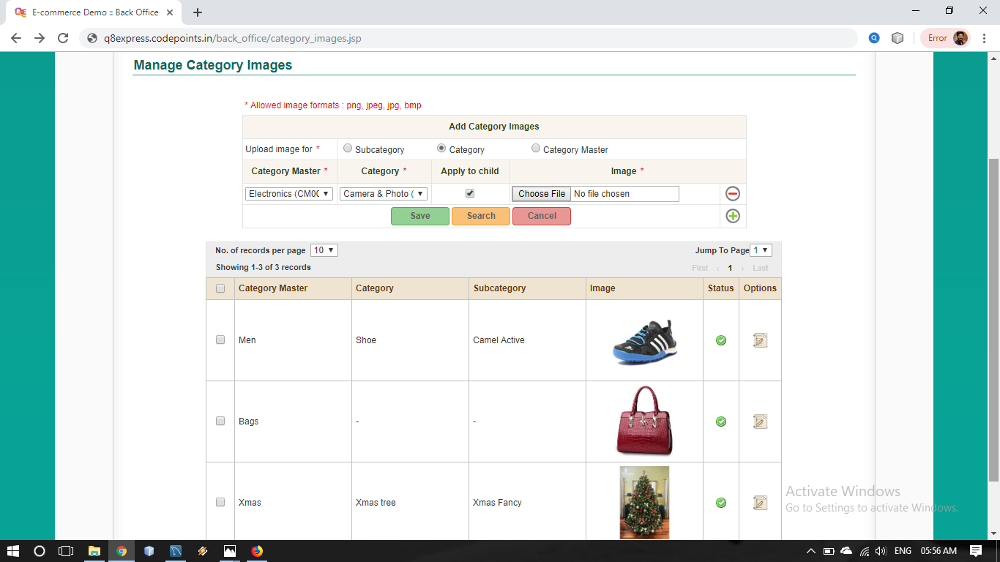 E-commerce Demo :: Back Office
q8express.codepoints.in/back_office/category_images.jsp
Error
Manage Category Images
* Allowed image formats : png, jpeg, jpg, bmp
Add Category Images
Upload image for * Subcategory Category Category Master
Category Master * Category * Apply to child Image *
Electronics (CM00 Camera & Photo ( Choose File No file chosen
Save Search Cancel
No. of records per page 10 Jump To Page 1
Showing 1-3 of 3 records First ‹ 1 › Last
Category Master Category Subcategory Image Status Options
Men Shoe Camel Active
Bags - -
Xmas Xmas tree Xmas Fancy
Activate Windows
Go to Settings to activate Windows.
ENG 05:56 AM